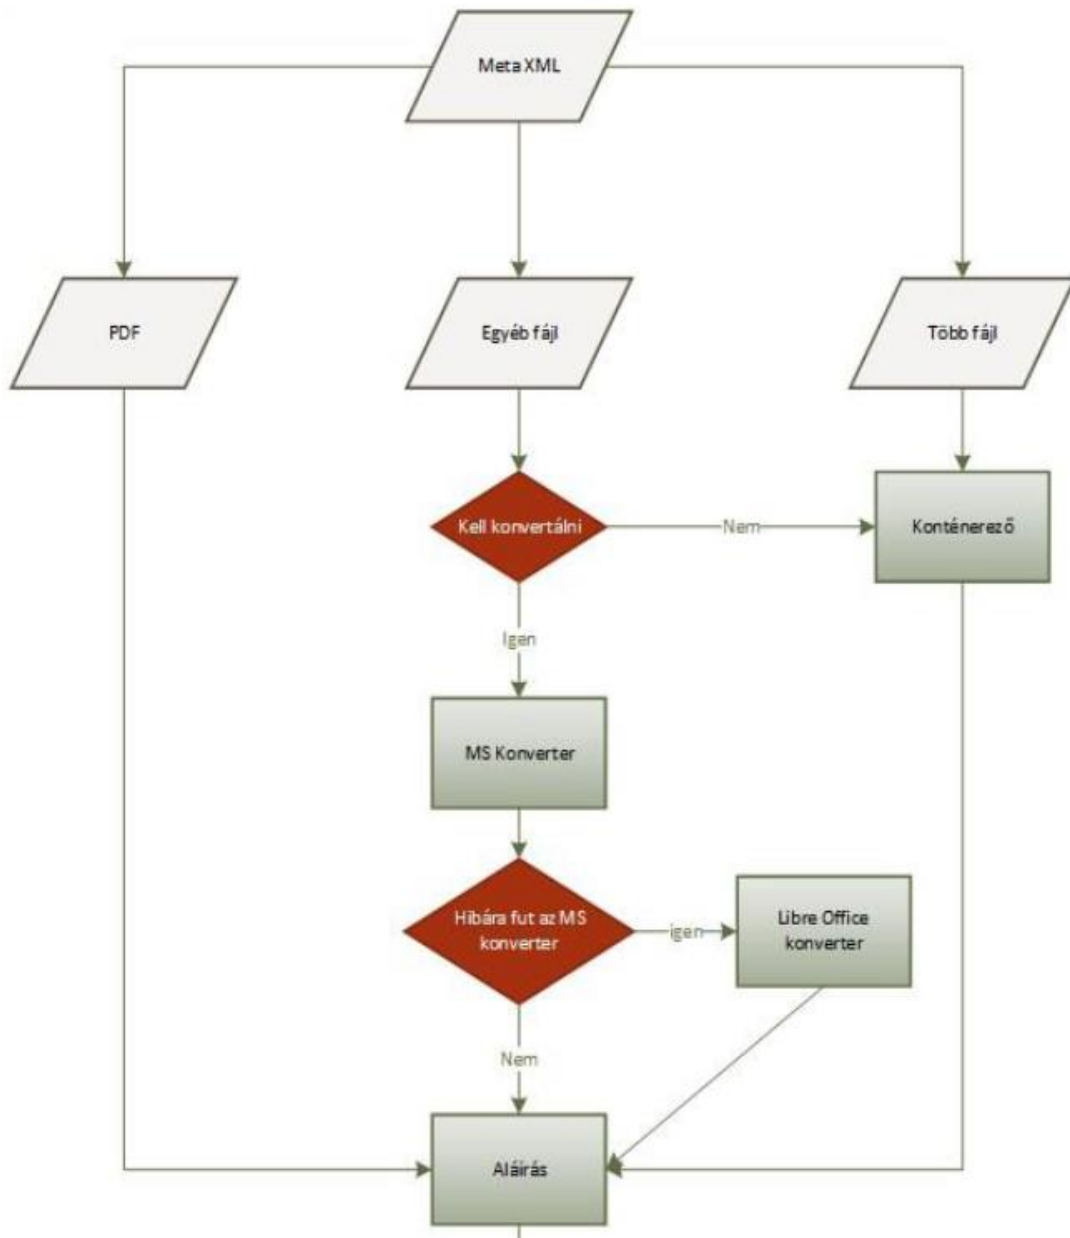 Meta XML
PDF
Egyéb fájl
Több fájl
Kell konvertálni
Nem
Konténerező
Igen
MS Konverter
Hibára fut az MS
konverter
igen
Libre Office
konverter
Nem
Aláírás